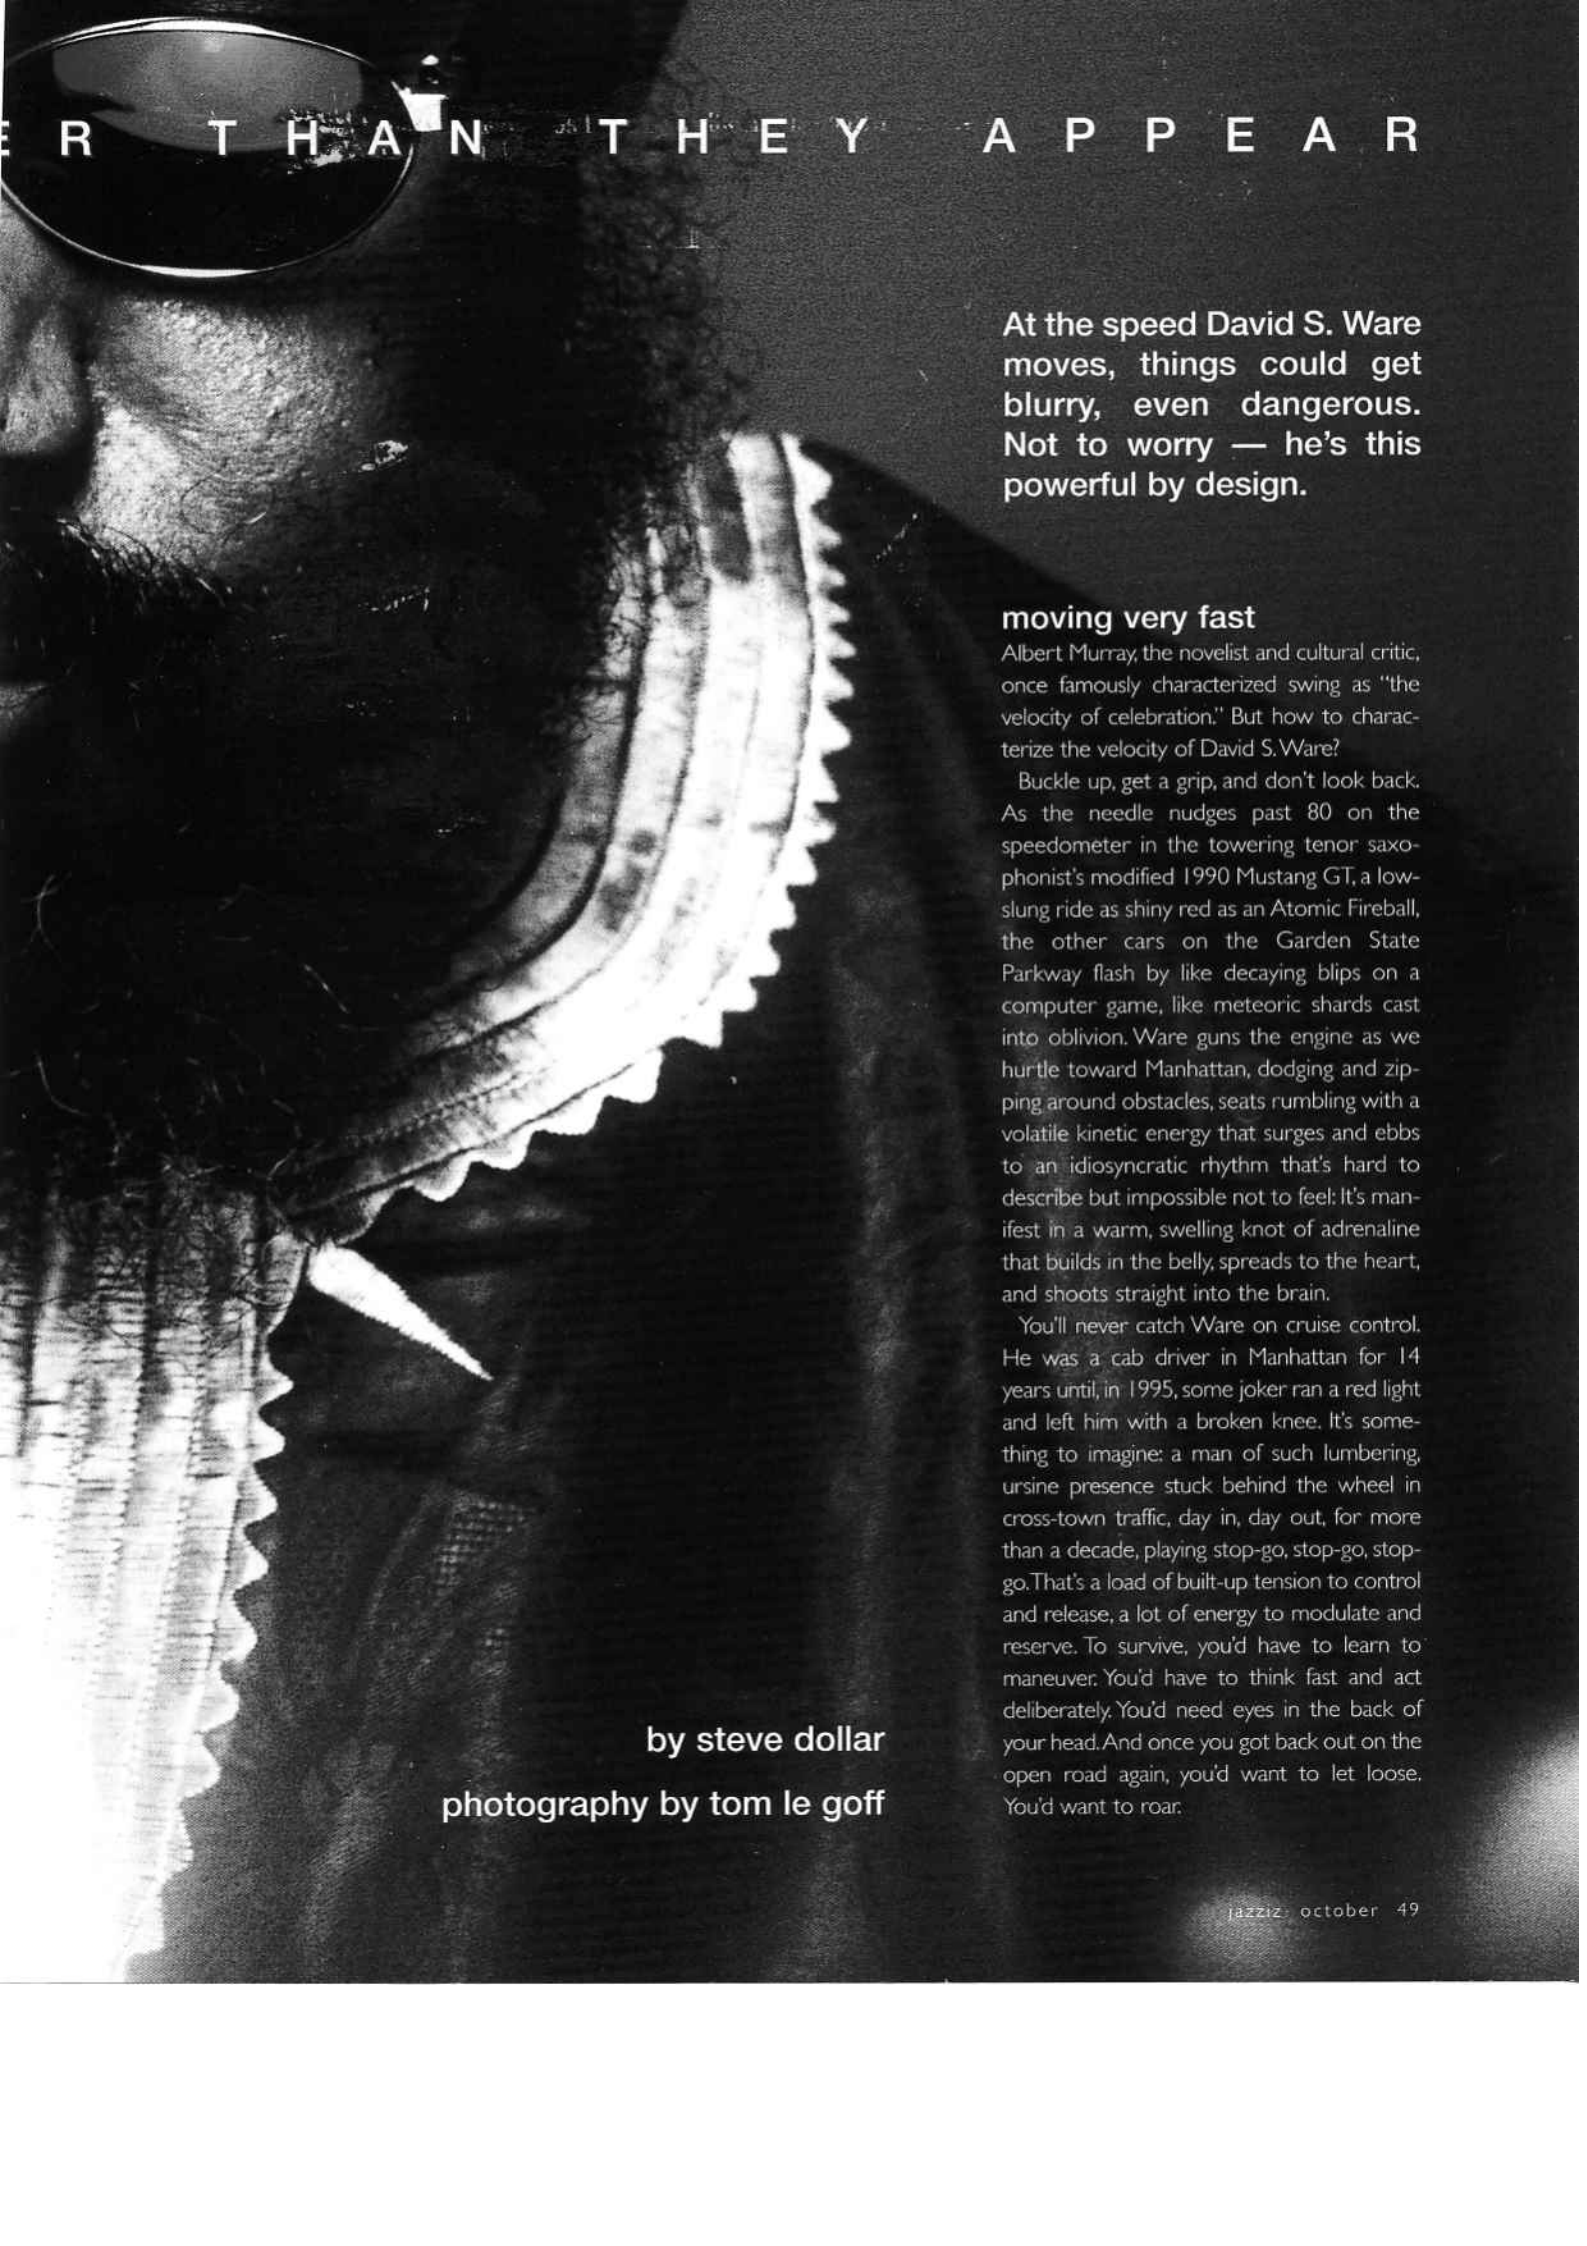 ER THAN THEY APPEAR
At the speed David S. Ware
moves, things could get
blurry, even dangerous.
Not to worry — he's this
powerful by design.
moving very fast
Albert Murray, the novelist and cultural critic,
once famously characterized swing as "the
velocity of celebration." But how to charac-
terize the velocity of David S. Ware?
Buckle up, get a grip, and don't look back.
As the needle nudges past 80 on the
speedometer in the towering tenor saxo-
phonist's modified 1990 Mustang GT, a low-
slung ride as shiny red as an Atomic Fireball,
the other cars on the Garden State
Parkway flash by like decaying blips on a
computer game, like meteoric shards cast
into oblivion. Ware guns the engine as we
hurtle toward Manhattan, dodging and zip-
ping around obstacles, seats rumbling with a
volatile kinetic energy that surges and ebbs
to an idiosyncratic rhythm that's hard to
describe but impossible not to feel: It's man-
ifest in a warm, swelling knot of adrenaline
that builds in the belly, spreads to the heart,
and shoots straight into the brain.
You'll never catch Ware on cruise control.
He was a cab driver in Manhattan for 14
years until, in 1995, some joker ran a red light
and left him with a broken knee. It's some-
thing to imagine: a man of such lumbering,
ursine presence stuck behind the wheel in
cross-town traffic, day in, day out, for more
than a decade, playing stop-go, stop-go, stop-
go. That's a load of built-up tension to control
and release, a lot of energy to modulate and
reserve. To survive, you'd have to learn to
maneuver. You'd have to think fast and act
deliberately. You'd need eyes in the back of
your head. And once you got back out on the
open road again, you'd want to let loose.
You'd want to roar.
by steve dollar
photography by tom le goff
jazziz october 49